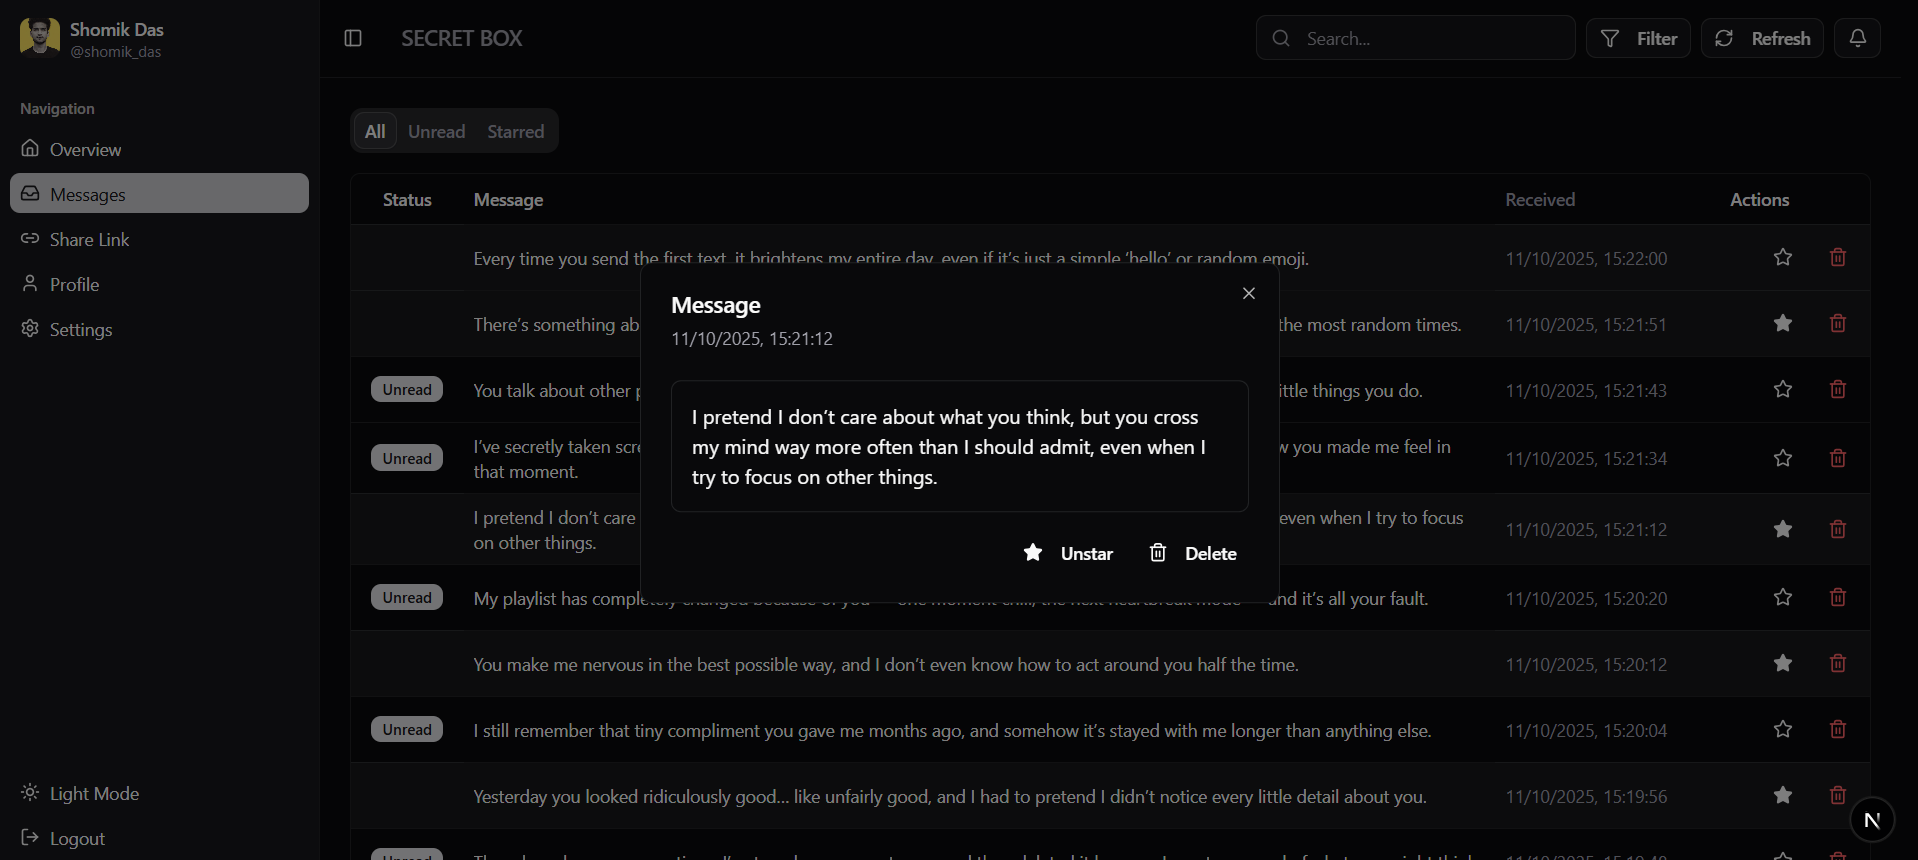 Shomik Das
@shomik_das
Navigation
Overview
Messages
Share Link
Profile
Settings
Light Mode
Logout
SECRET BOX
Search...
Filter
Refresh
All Unread Starred
Status Message Received Actions
Every time you send the first text, it brightens my entire day, even if it’s just a simple ‘hello’ or random emoji. 11/10/2025, 15:22:00
There’s something ab
the most random times. 11/10/2025, 15:21:51
Unread You talk about other
ittle things you do. 11/10/2025, 15:21:43
Unread I’ve secretly taken scre
you made me feel in 11/10/2025, 15:21:34
that moment.
I pretend I don’t care
even when I try to focus 11/10/2025, 15:21:12
on other things.
Unread My playlist has completely changed because of you
and it’s all your fault. 11/10/2025, 15:20:20
You make me nervous in the best possible way, and I don’t even know how to act around you half the time. 11/10/2025, 15:20:12
Unread I still remember that tiny compliment you gave me months ago, and somehow it’s stayed with me longer than anything else. 11/10/2025, 15:20:04
Yesterday you looked ridiculously good... like unfairly good, and I had to pretend I didn’t notice every little detail about you. 11/10/2025, 15:19:56
Message
11/10/2025, 15:21:12
I pretend I don’t care about what you think, but you cross
my mind way more often than I should admit, even when I
try to focus on other things.
Unstar Delete
N